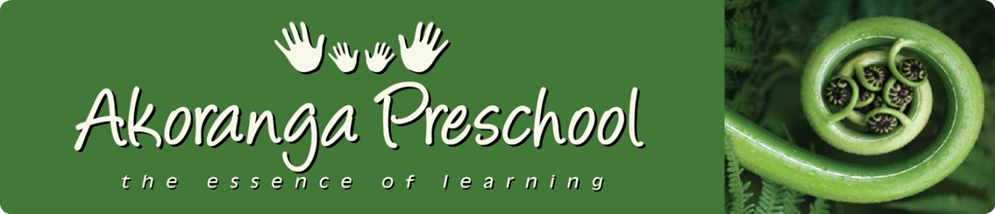 Akoranga Preschool
the essence of learning